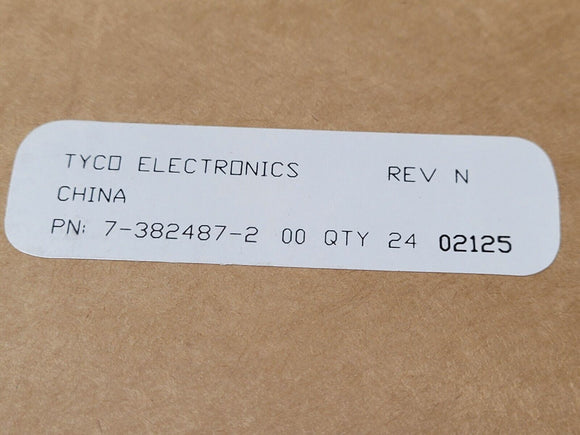 TYCO ELECTRONICS REV N
CHINA
PN: 7-382487-2 00 QTY 24 02125